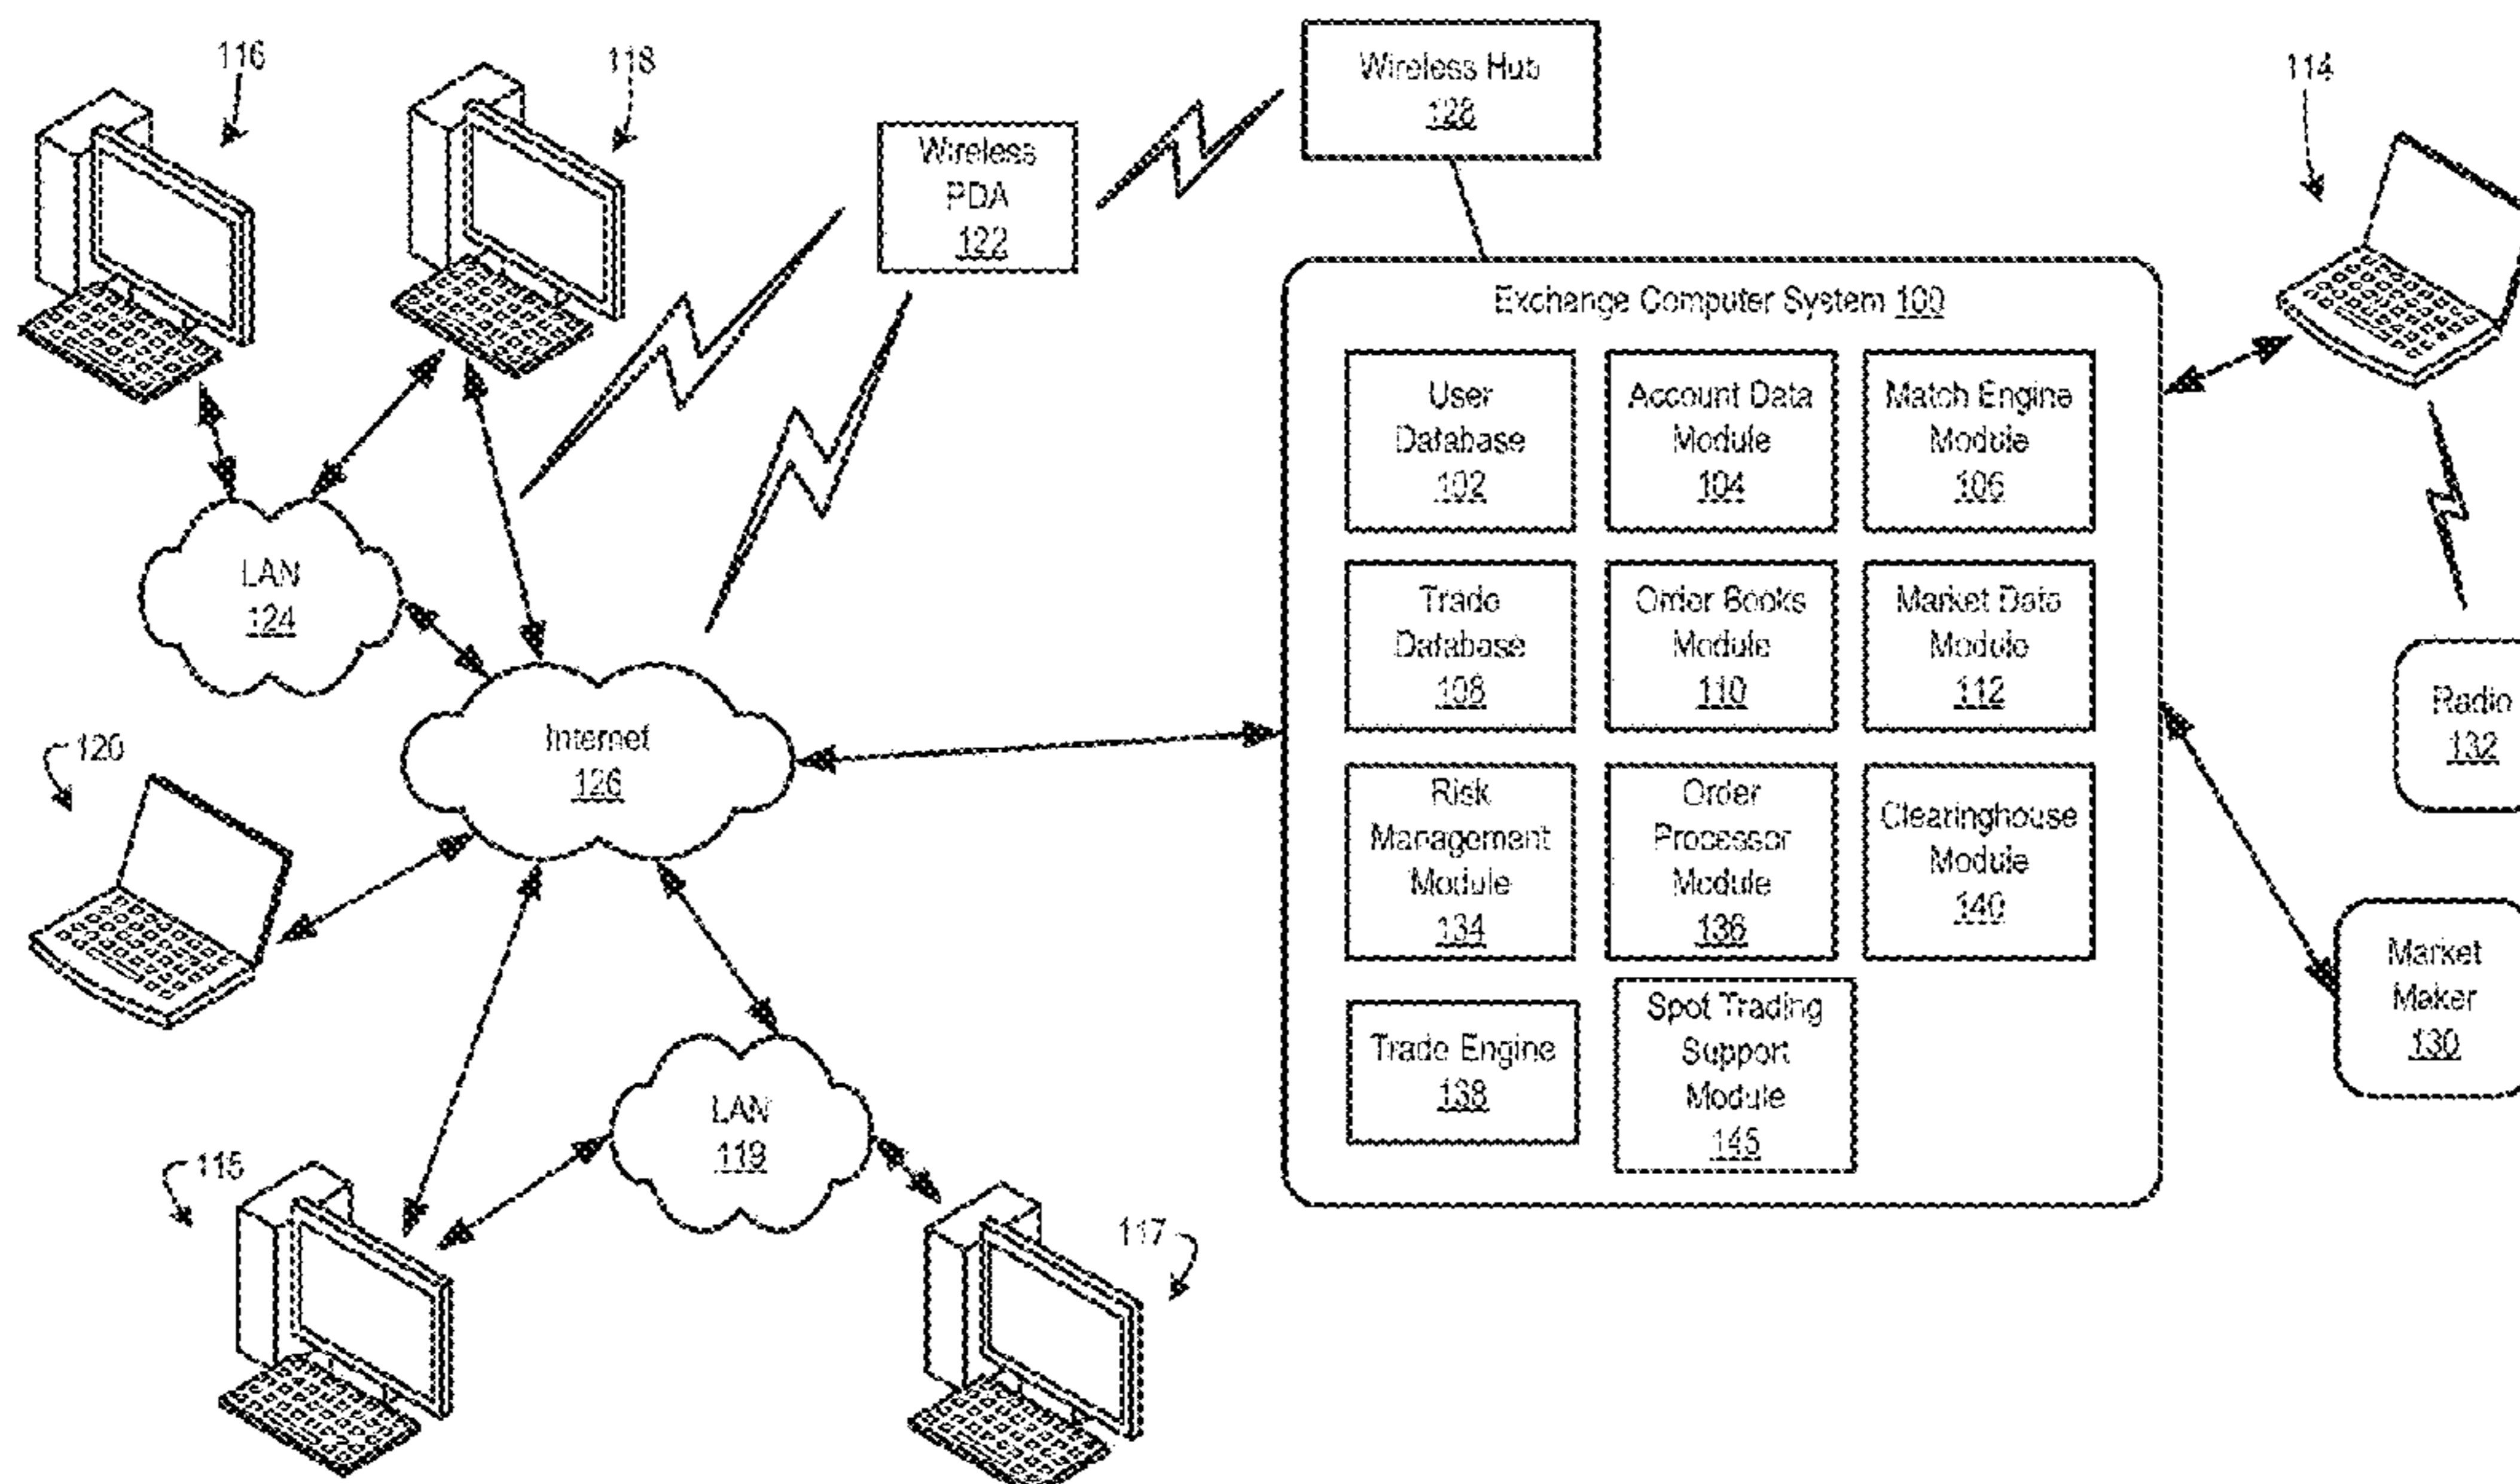 116
118
Wireless Hub
128
114
Wireless
PDA
122
Exchange Computer System 100
User
Database
102
Account Data
Module
104
Match Engine
Module
106
LAN
124
Trade
Database
108
Order Books
Module
110
Market Data
Module
112
Radio
132
Internet
126
120
Risk
Management
Module
134
Order
Processor
Module
136
Clearinghouse
Module
140
Market
Maker
130
Trade Engine
138
Spot Trading
Support
Module
145
LAN
119
115
117